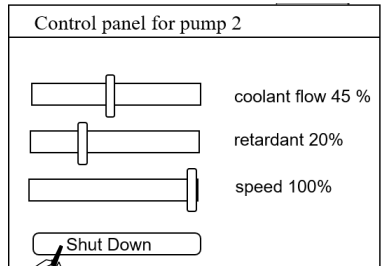 Control panel for pump 2
coolant flow 45 %
retardant 20%
speed 100%
Shut Down